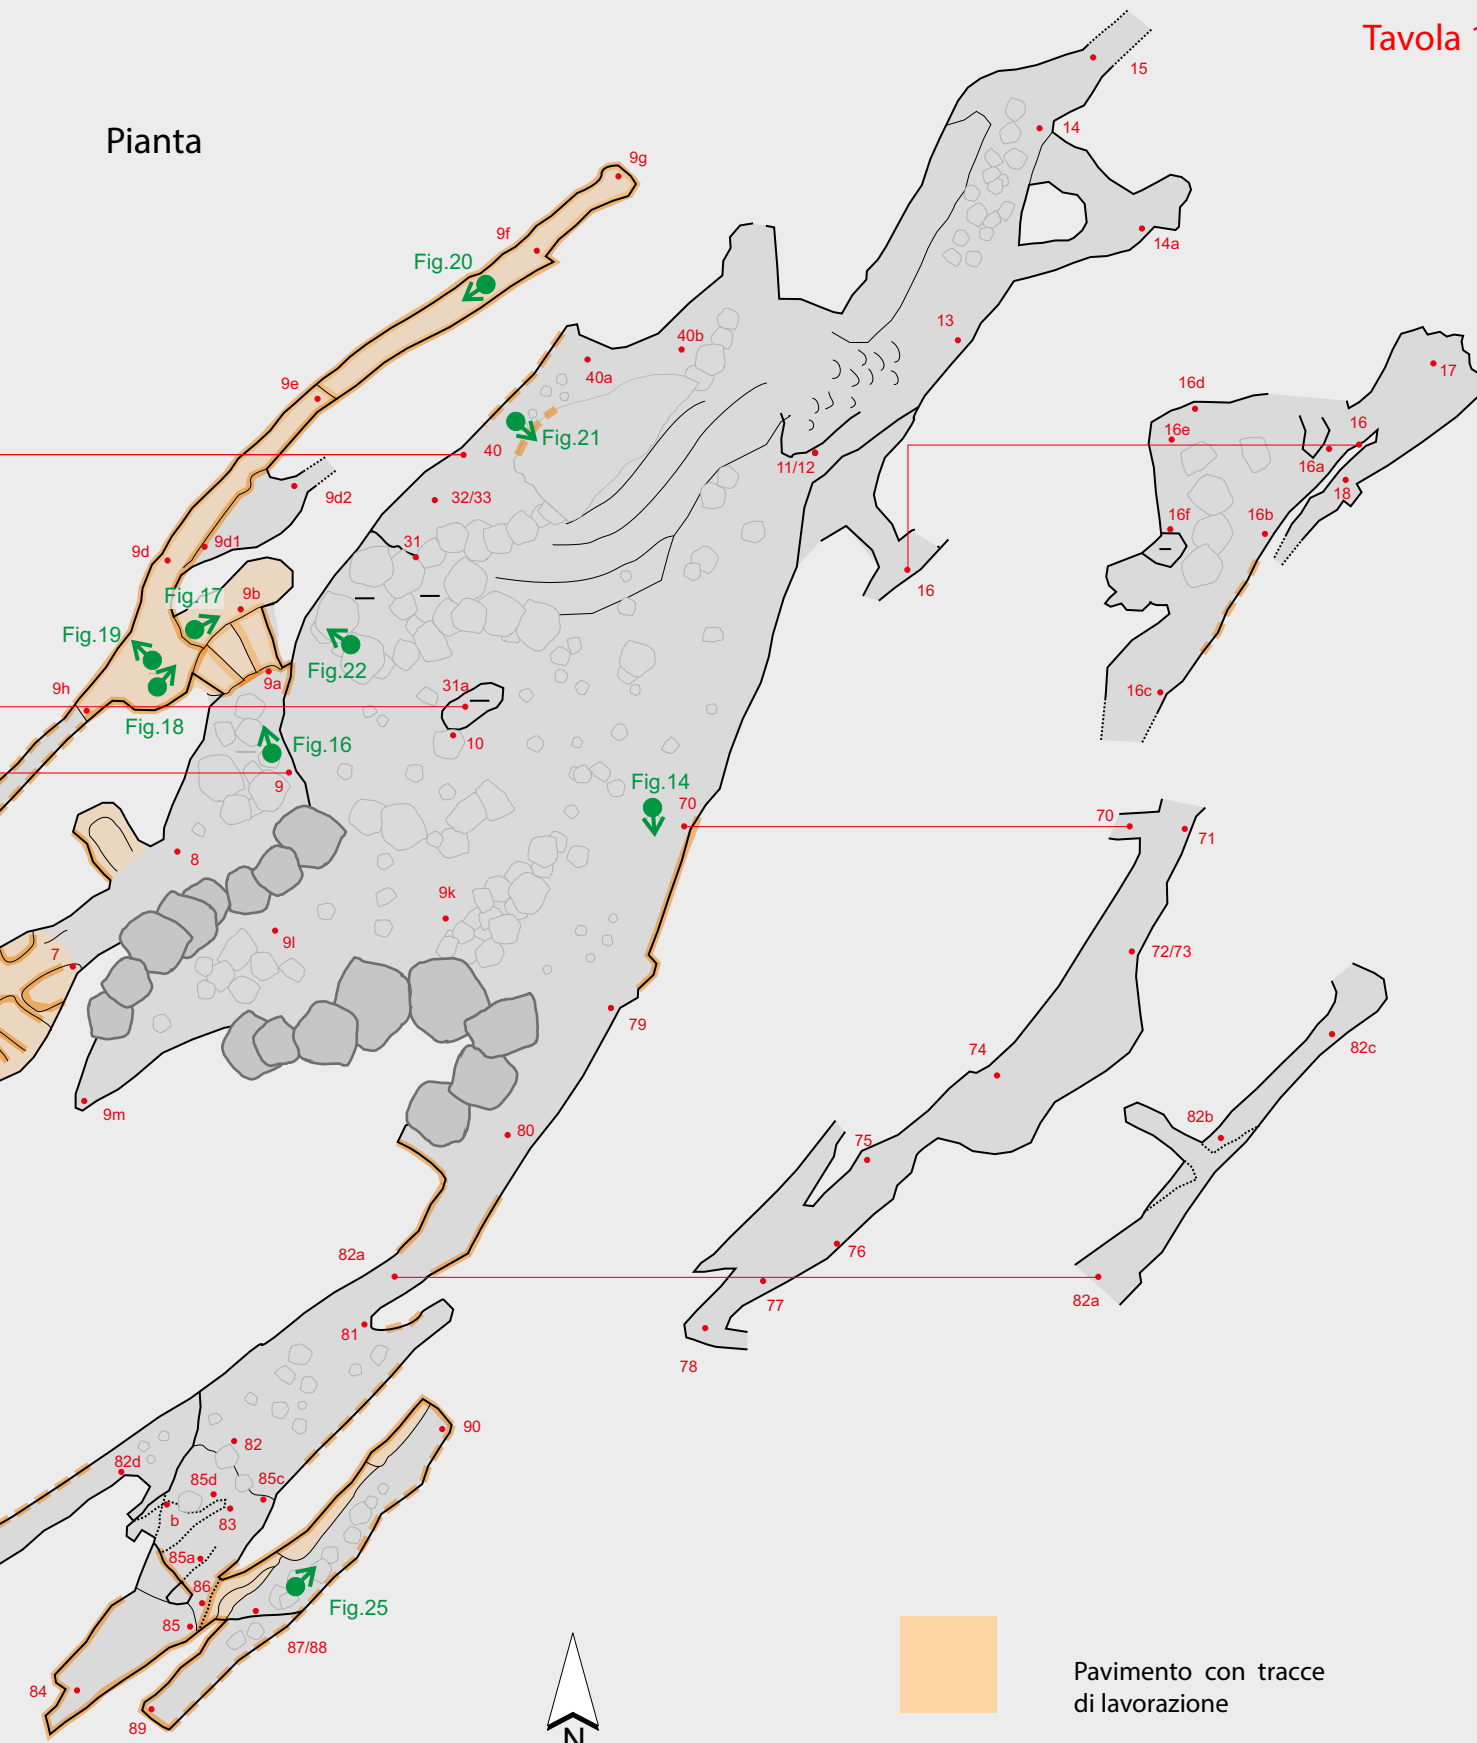 Tavola 1
Pianta
15
14
9g
9f
14a
Fig.20
13
40b
40a
17
9e
16d
16
16e
Fig.21
40
16a
11/12
9d2
32/33
18
16f
16b
9d1
31
9d
Fig.17
9b
16
Fig.19
Fig.22
9a
9h
31a
16c
Fig.18
Fig.16
10
9
Fig.14
70
70
71
8
9k
9l
7
72/73
79
74
82c
9m
80
82b
75
82a
76
82a
77
81
78
90
82
82d
85d
85c
b
83
85a
86
Fig.25
85
87/88
84
89
N
Pavimento con tracce
di lavorazione